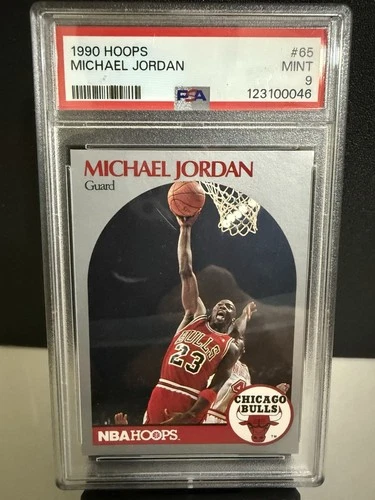 1990 HOOPS #65
MICHAEL JORDAN MINT
9
PSA 123100046
MICHAEL JORDAN
Guard
BULLS
23
CHICAGO
BULLS
NBA HOOPS